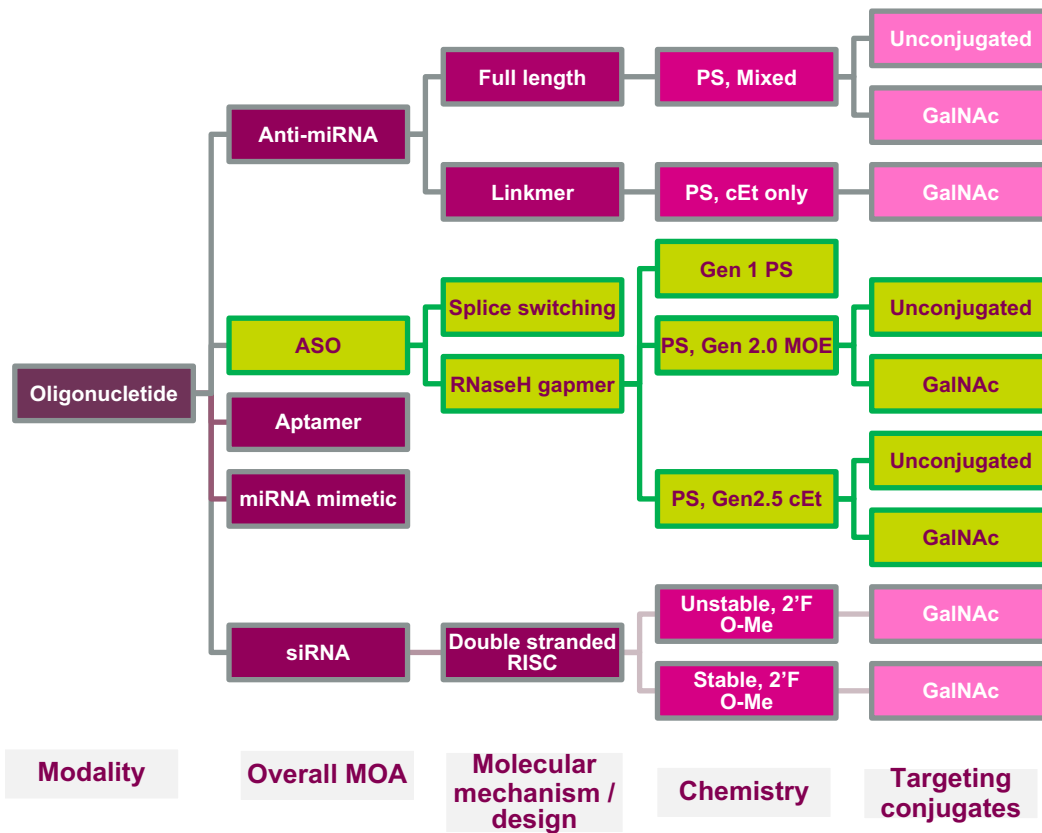 Unconjugated
Full length
PS, Mixed
GalNAc
Anti-miRNA
Linkmer
PS, cEt only
GalNAc
Gen 1 PS
Splice switching
Unconjugated
ASO
PS, Gen 2.0 MOE
RNaseH gapmer
GalNAc
Oligonucletide
Aptamer
Unconjugated
miRNA mimetic
PS, Gen2.5 cEt
GalNAc
Unstable, 2’F
O-Me
GalNAc
siRNA
Double stranded
RISC
Stable, 2’F
O-Me
GalNAc
Modality
Overall MOA
Molecular
mechanism /
design
Chemistry
Targeting
conjugates